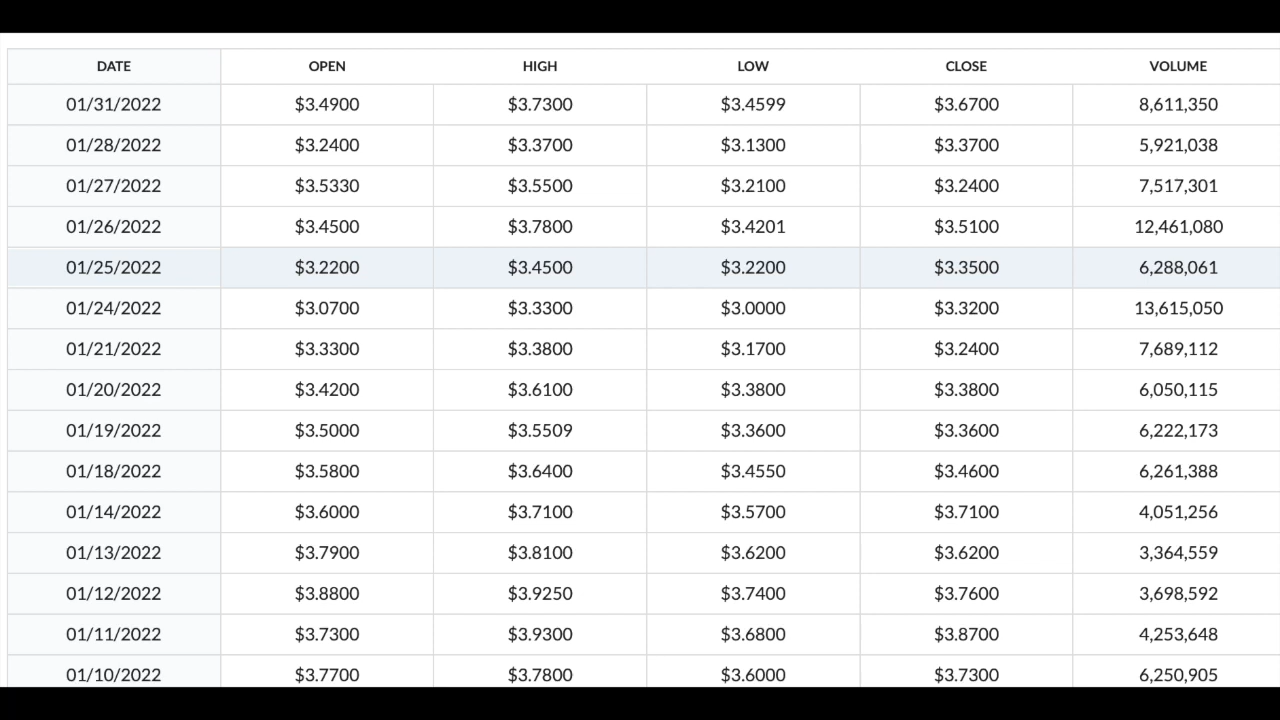 DATE OPEN HIGH LOW CLOSE VOLUME
01/31/2022 $3.4900 $3.7300 $3.4599 $3.6700 8,611,350
01/28/2022 $3.2400 $3.3700 $3.1300 $3.3700 5,921,038
01/27/2022 $3.5330 $3.5500 $3.2100 $3.2400 7,517,301
01/26/2022 $3.4500 $3.7800 $3.4201 $3.5100 12,461,080
01/25/2022 $3.2200 $3.4500 $3.2200 $3.3500 6,288,061
01/24/2022 $3.0700 $3.3300 $3.0000 $3.3200 13,615,050
01/21/2022 $3.3300 $3.3800 $3.1700 $3.2400 7,689,112
01/20/2022 $3.4200 $3.6100 $3.3800 $3.3800 6,050,115
01/19/2022 $3.5000 $3.5509 $3.3600 $3.3600 6,222,173
01/18/2022 $3.5800 $3.6400 $3.4550 $3.4600 6,261,388
01/14/2022 $3.6000 $3.7100 $3.5700 $3.7100 4,051,256
01/13/2022 $3.7900 $3.8100 $3.6200 $3.6200 3,364,559
01/12/2022 $3.8800 $3.9250 $3.7400 $3.7600 3,698,592
01/11/2022 $3.7300 $3.9300 $3.6800 $3.8700 4,253,648
01/10/2022 $3.7700 $3.7800 $3.6000 $3.7300 6,250,905